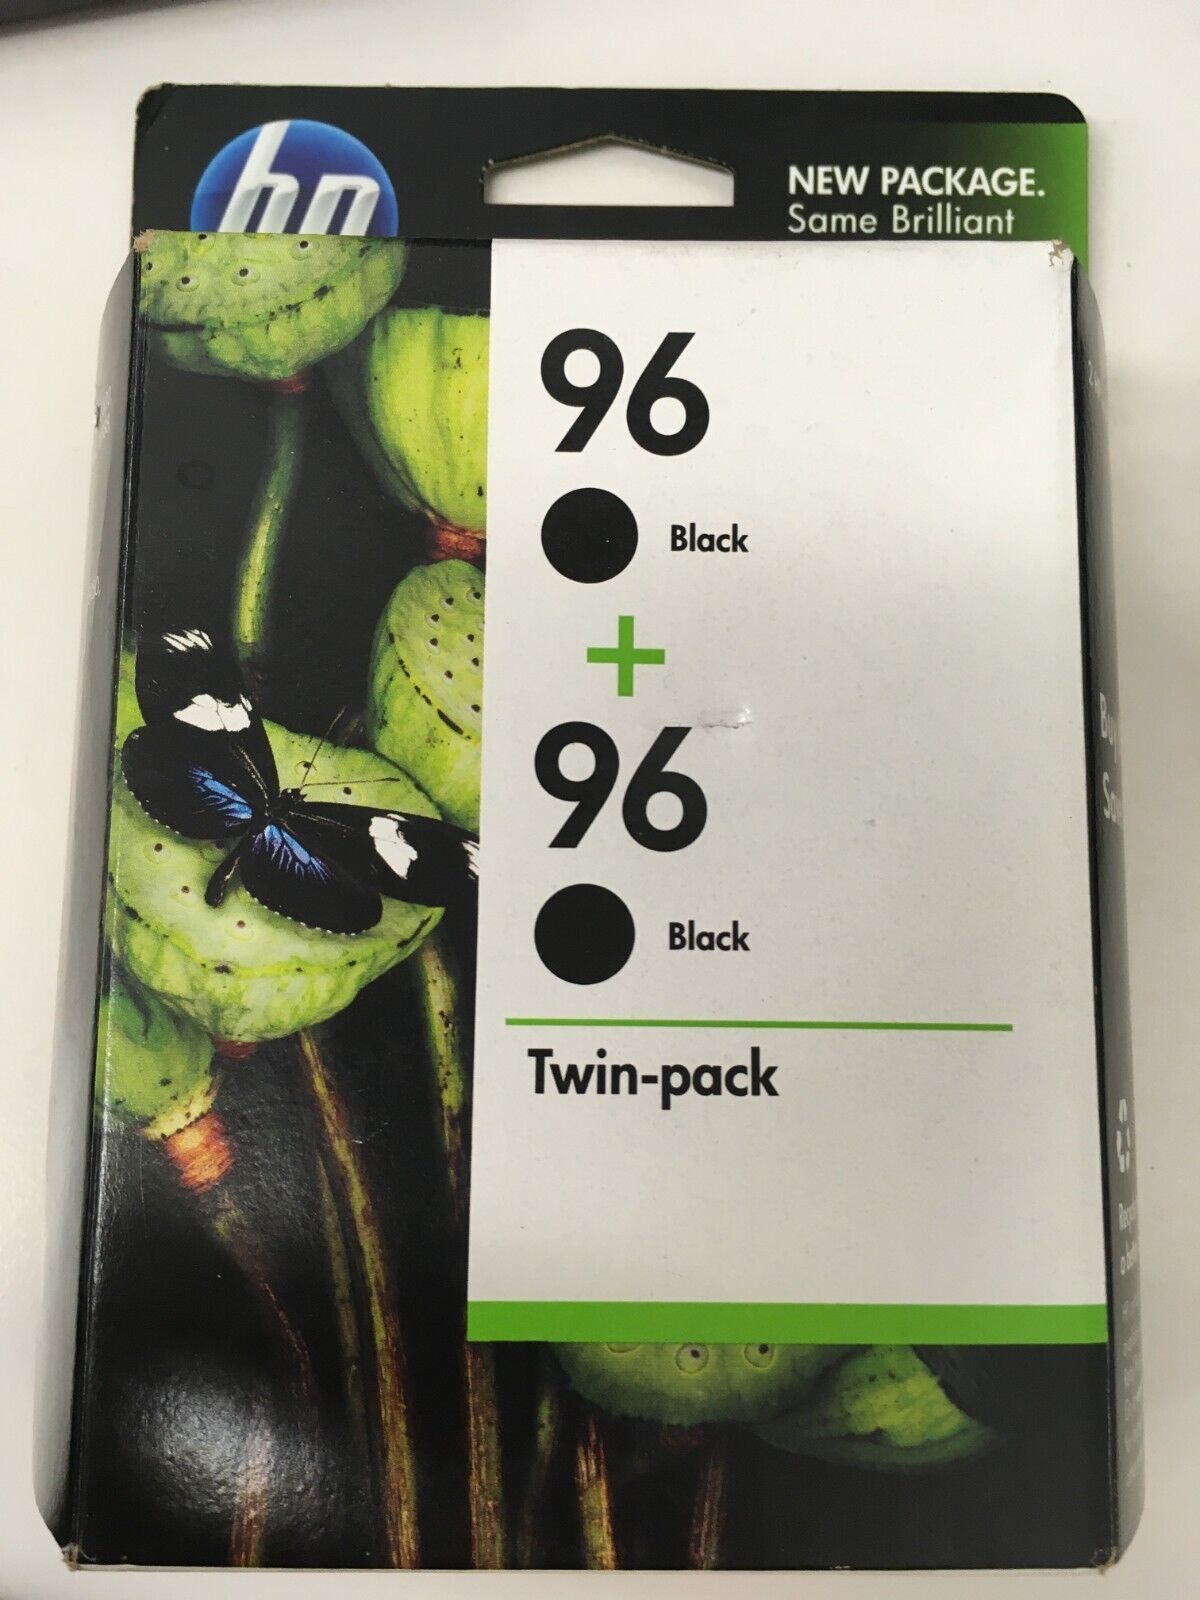 hp
NEW PACKAGE.
Same Brilliant
96
Black
+
96
Black
Twin-pack